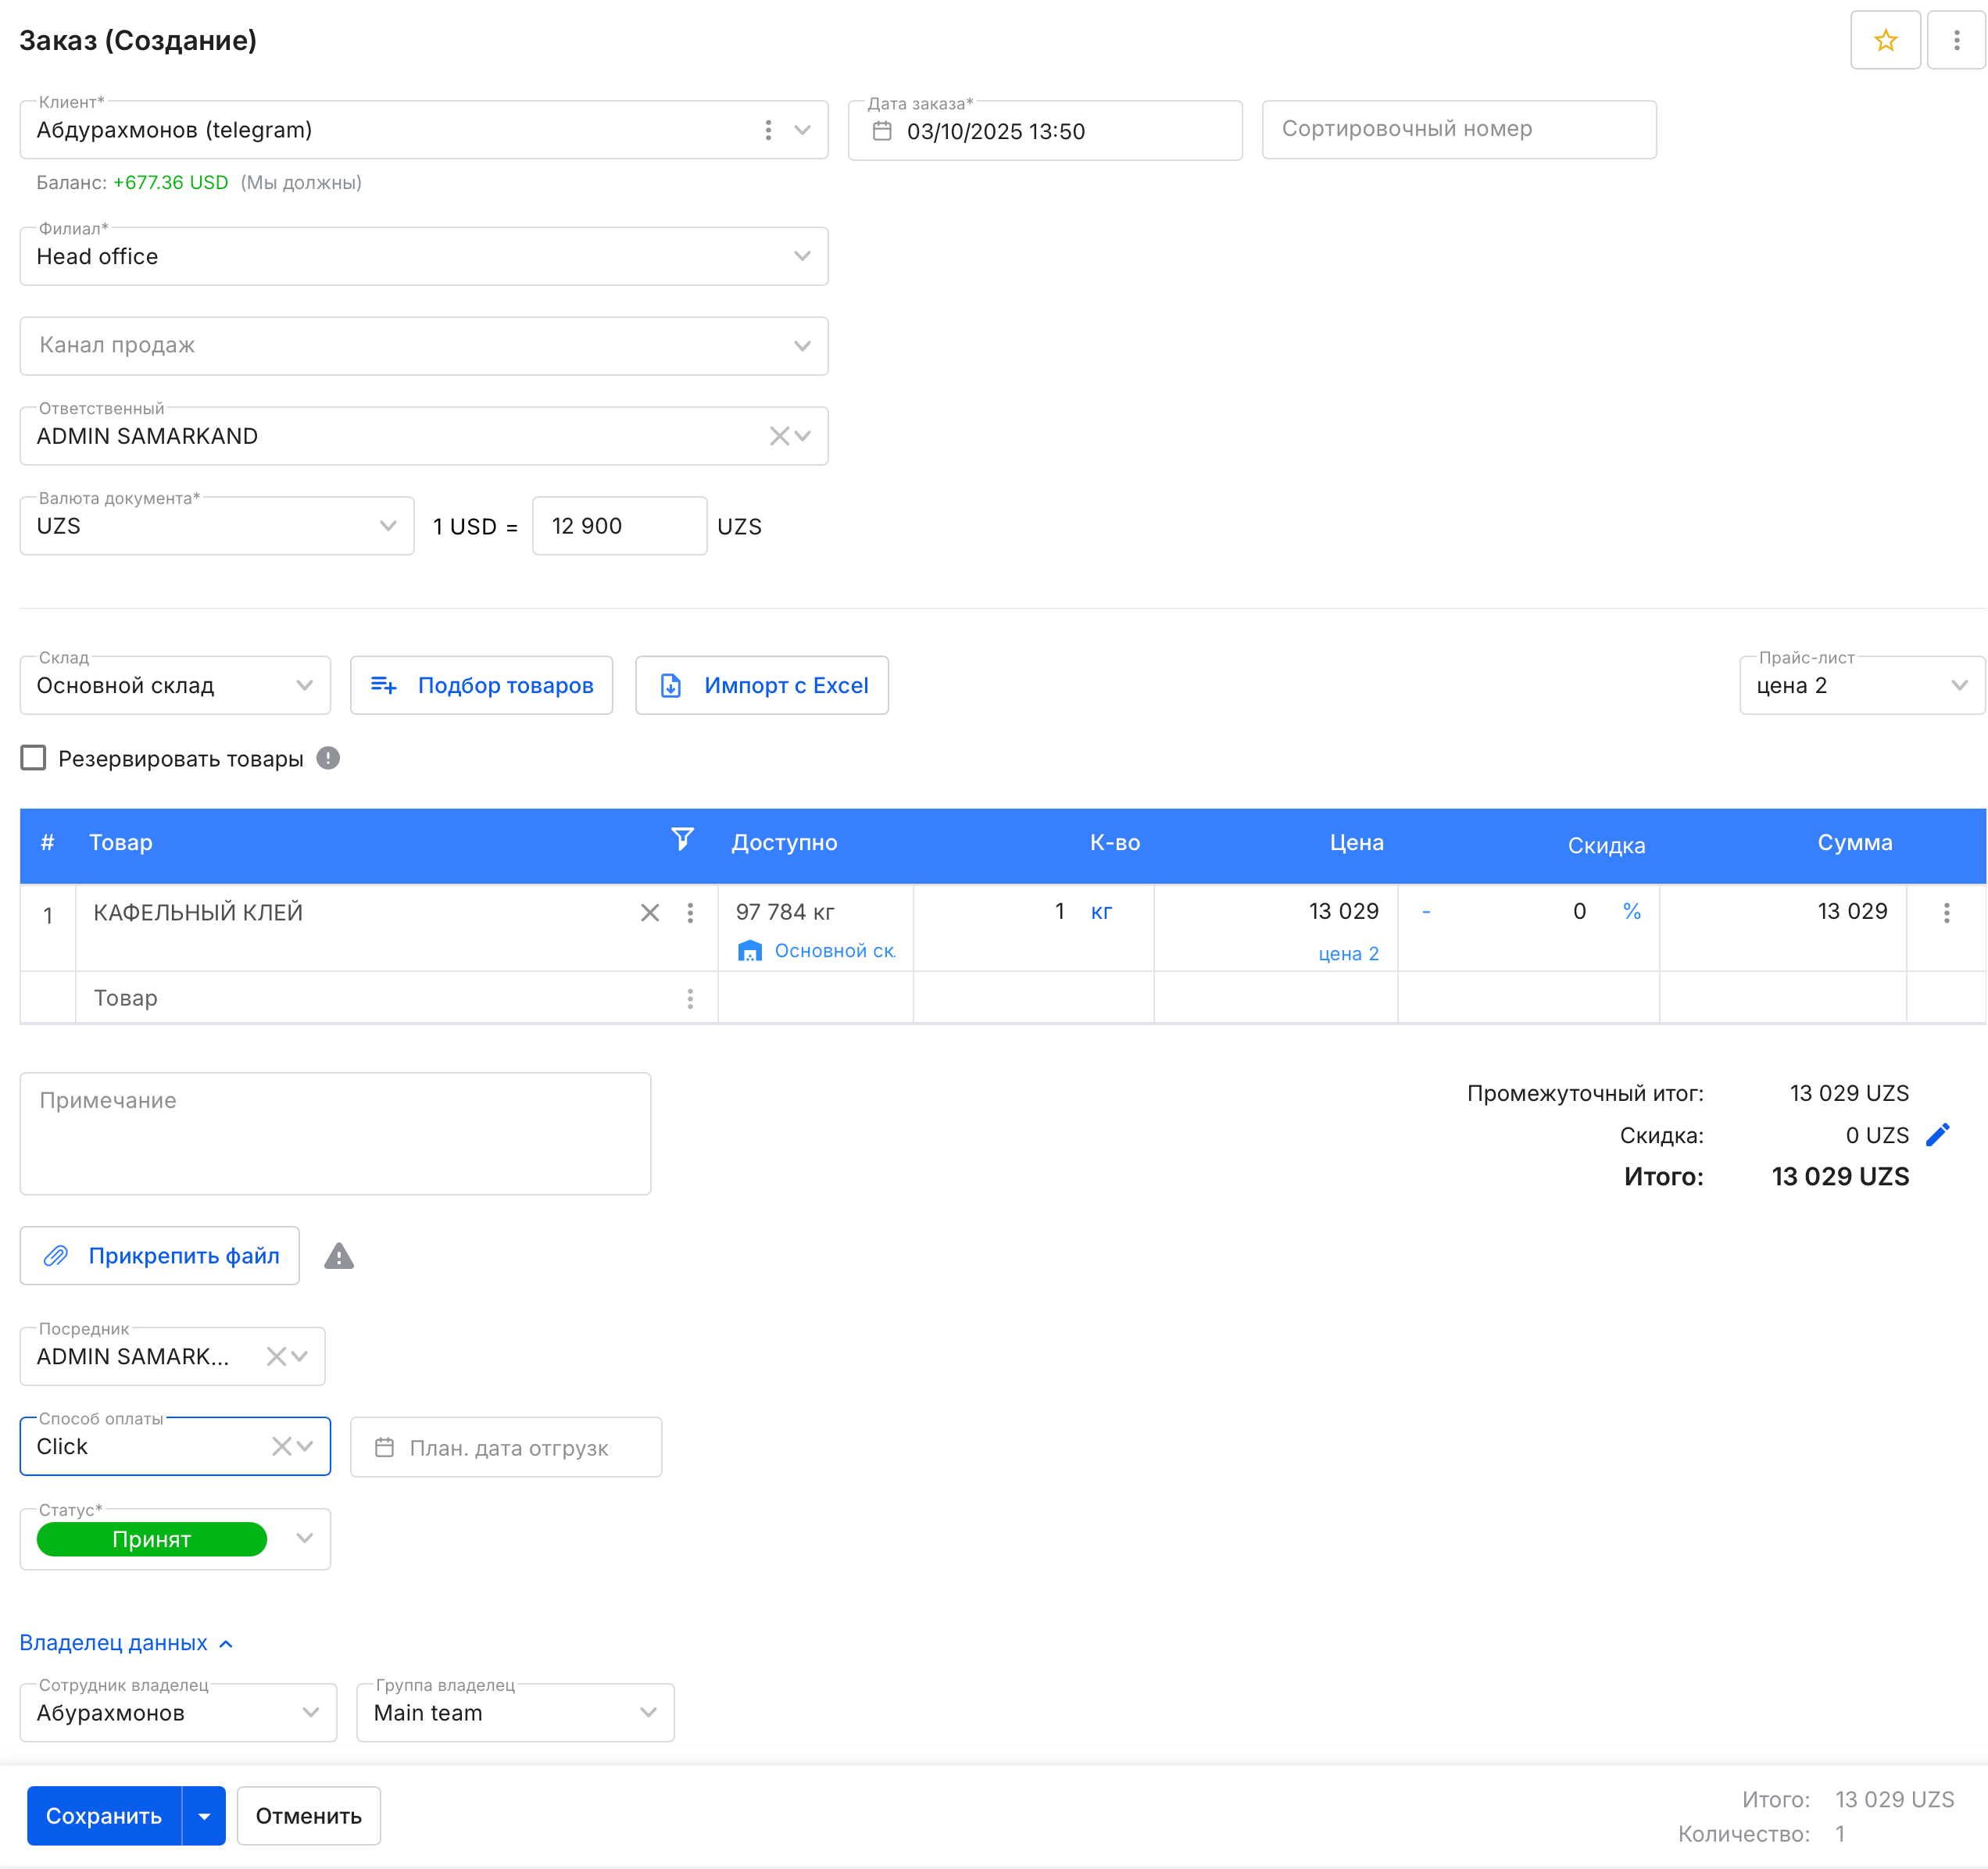 Заказ (Создание)
Клиент*
Абдурахмонов (telegram)
Дата заказа*
03/10/2025 13:50
Сортировочный номер
Баланс: +677.36 USD (Мы должны)
Филиал*
Head office
Канал продаж
Ответственный
ADMIN SAMARKAND
Валюта документа*
UZS
1 USD = 12 900 UZS
Склад
Основной склад
Подбор товаров
Импорт с Excel
Прайс-лист
цена 2
Резервировать товары
# Товар Доступно К-во Цена Скидка Сумма
1 КАФЕЛЬНЫЙ КЛЕЙ 97 784 кг 1 кг 13 029 - 0 % 13 029
Основной ск. цена 2
Товар
Примечание
Промежуточный итог: 13 029 UZS
Скидка: 0 UZS
Итого: 13 029 UZS
Прикрепить файл
Посредник
ADMIN SAMARK...
Способ оплаты
Click
План. дата отгрузк
Статус*
Принят
Владелец данных
Сотрудник владелец
Абурахмонов
Группа владелец
Main team
Сохранить
Отменить
Итого: 13 029 UZS
Количество: 1